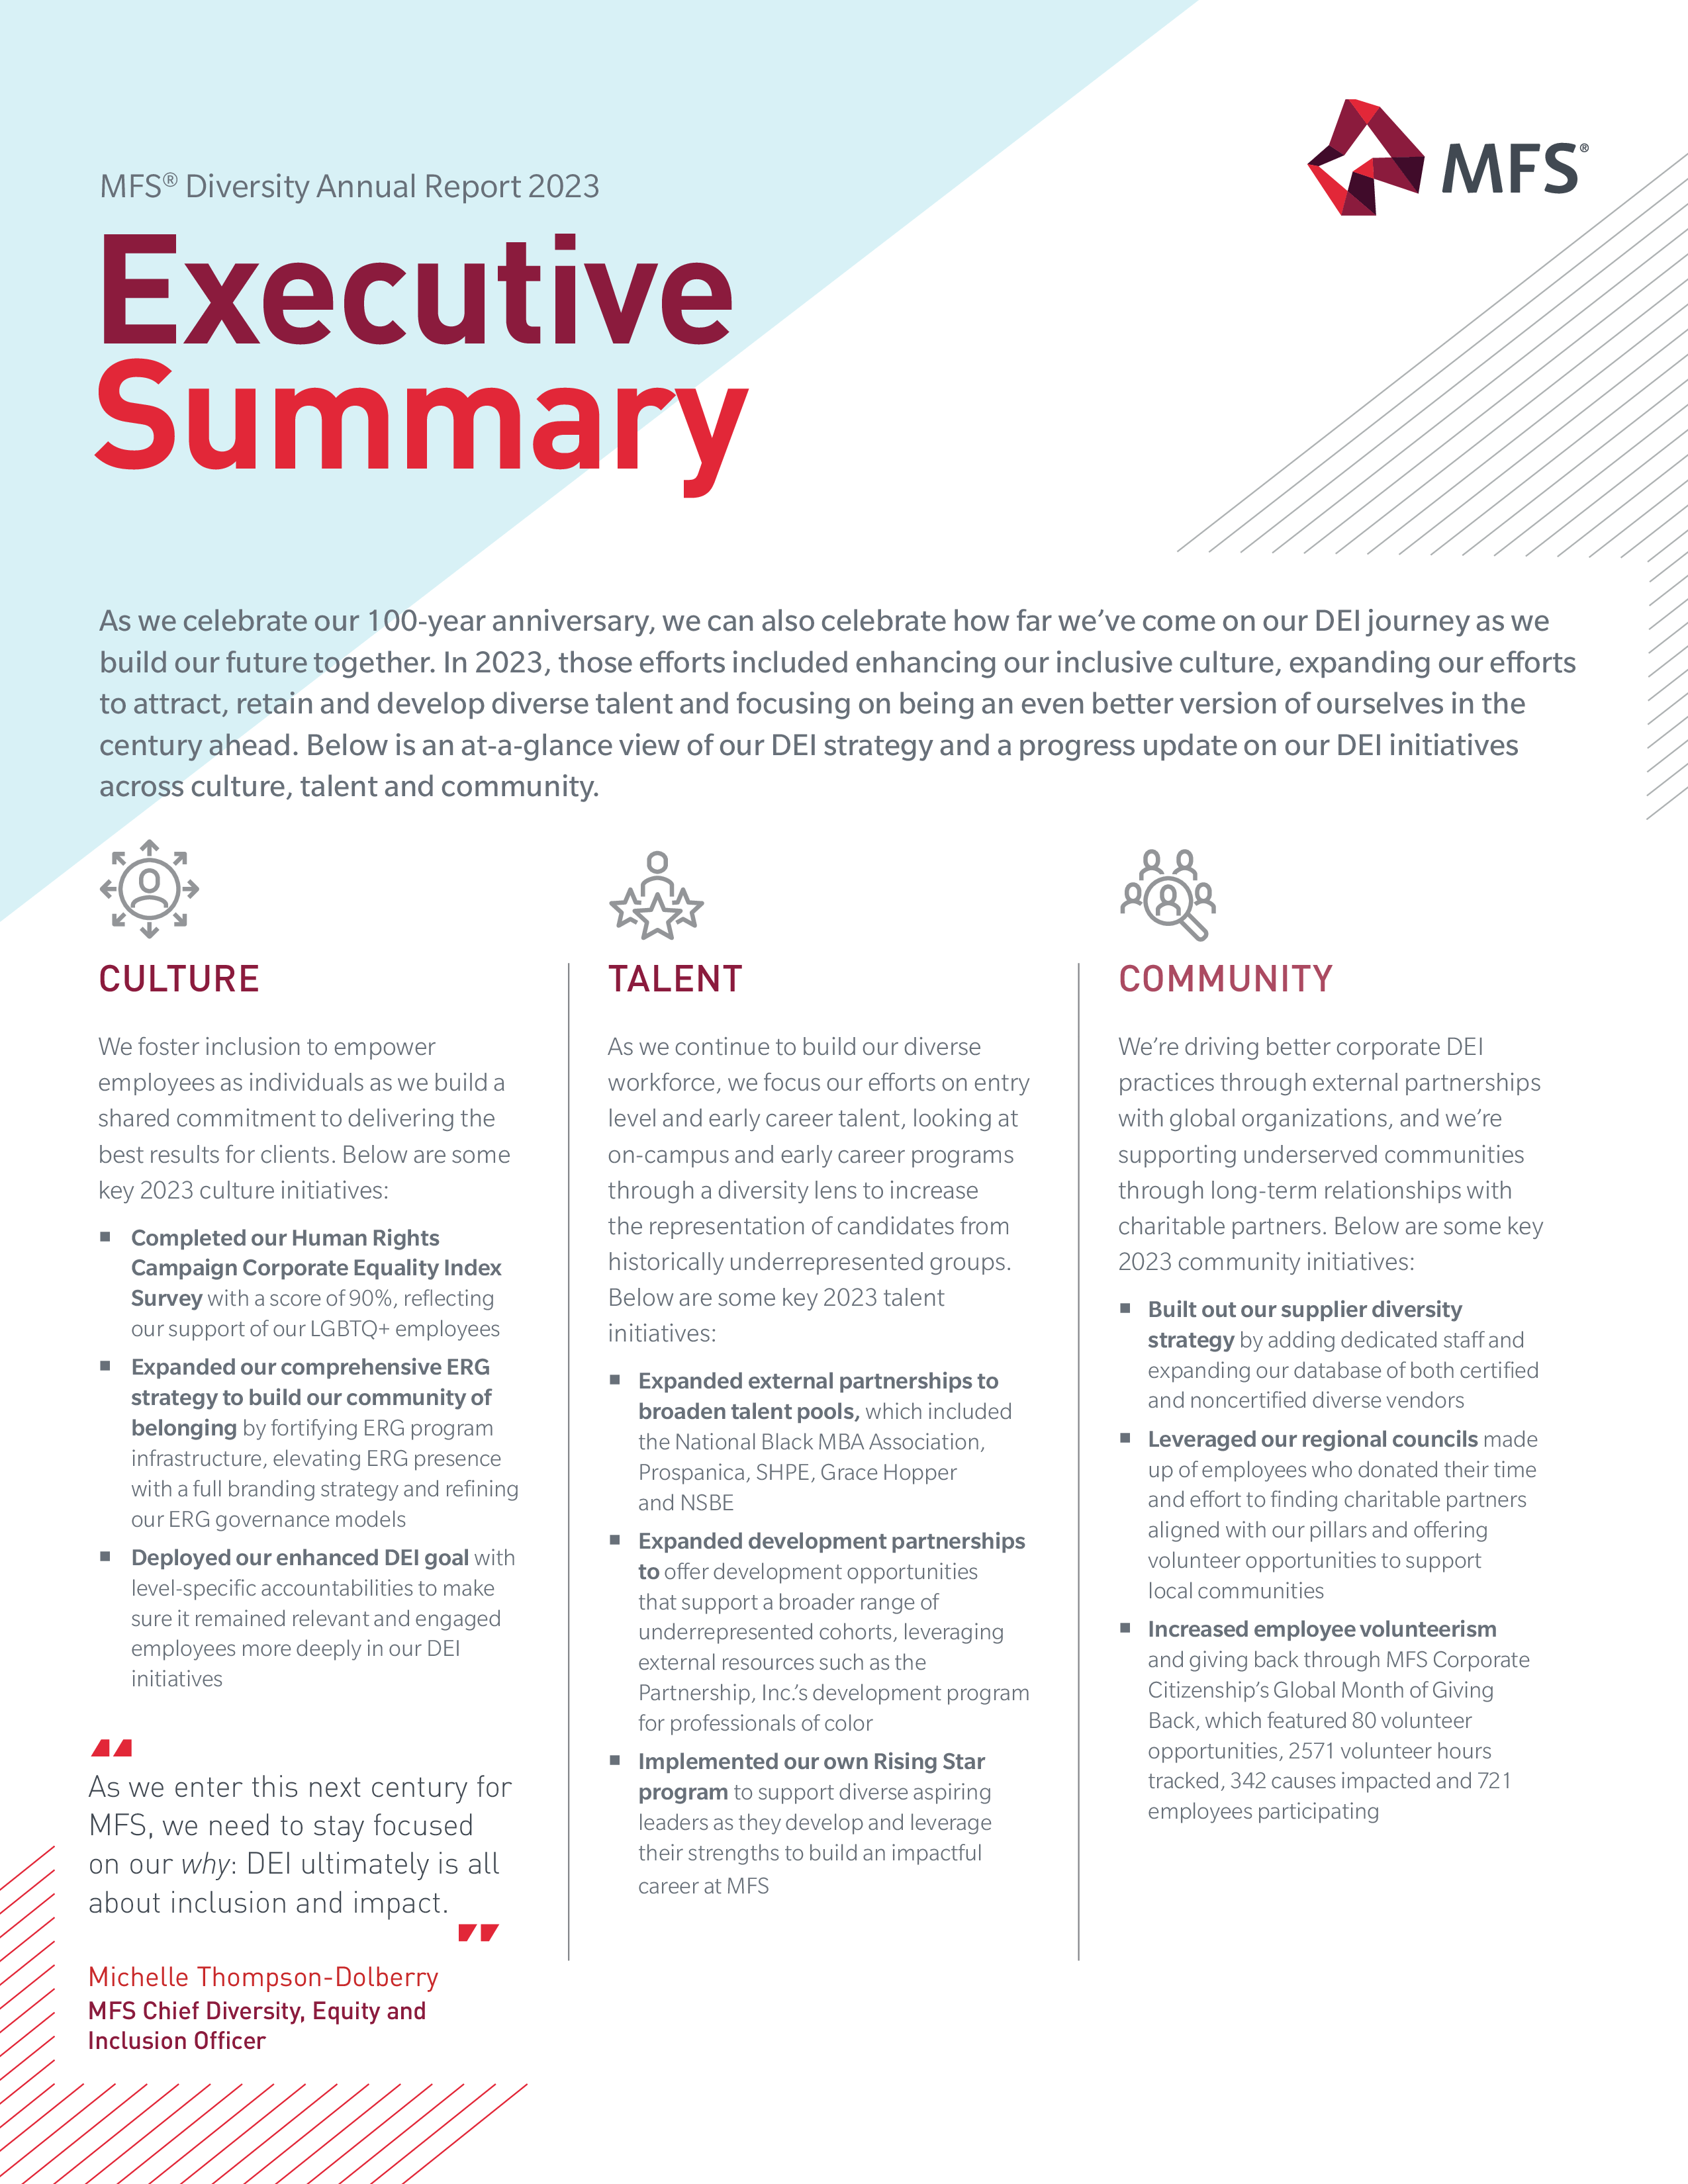 MFS® Diversity Annual Report 2023
MFS®
Executive
Summary
As we celebrate our 100-year anniversary, we can also celebrate how far we’ve come on our DEI journey as we
build our future together. In 2023, those efforts included enhancing our inclusive culture, expanding our efforts
to attract, retain and develop diverse talent and focusing on being an even better version of ourselves in the
century ahead. Below is an at-a-glance view of our DEI strategy and a progress update on our DEI initiatives
across culture, talent and community.
CULTURE
We foster inclusion to empower
employees as individuals as we build a
shared commitment to delivering the
best results for clients. Below are some
key 2023 culture initiatives:
▪ Completed our Human Rights
Campaign Corporate Equality Index
Survey with a score of 90%, reflecting
our support of our LGBTQ+ employees
▪ Expanded our comprehensive ERG
strategy to build our community of
belonging by fortifying ERG program
infrastructure, elevating ERG presence
with a full branding strategy and refining
our ERG governance models
▪ Deployed our enhanced DEI goal with
level-specific accountabilities to make
sure it remained relevant and engaged
employees more deeply in our DEI
initiatives
“
As we enter this next century for
MFS, we need to stay focused
on our why: DEI ultimately is all
about inclusion and impact.
”
Michelle Thompson-Dolberry
MFS Chief Diversity, Equity and
Inclusion Officer
TALENT
As we continue to build our diverse
workforce, we focus our efforts on entry
level and early career talent, looking at
on-campus and early career programs
through a diversity lens to increase
the representation of candidates from
historically underrepresented groups.
Below are some key 2023 talent
initiatives:
▪ Expanded external partnerships to
broaden talent pools, which included
the National Black MBA Association,
Prospanica, SHPE, Grace Hopper
and NSBE
▪ Expanded development partnerships
to offer development opportunities
that support a broader range of
underrepresented cohorts, leveraging
external resources such as the
Partnership, Inc.’s development program
for professionals of color
▪ Implemented our own Rising Star
program to support diverse aspiring
leaders as they develop and leverage
their strengths to build an impactful
career at MFS
COMMUNITY
We’re driving better corporate DEI
practices through external partnerships
with global organizations, and we’re
supporting underserved communities
through long-term relationships with
charitable partners. Below are some key
2023 community initiatives:
▪ Built out our supplier diversity
strategy by adding dedicated staff and
expanding our database of both certified
and noncertified diverse vendors
▪ Leveraged our regional councils made
up of employees who donated their time
and effort to finding charitable partners
aligned with our pillars and offering
volunteer opportunities to support
local communities
▪ Increased employee volunteerism
and giving back through MFS Corporate
Citizenship’s Global Month of Giving
Back, which featured 80 volunteer
opportunities, 2571 volunteer hours
tracked, 342 causes impacted and 721
employees participating